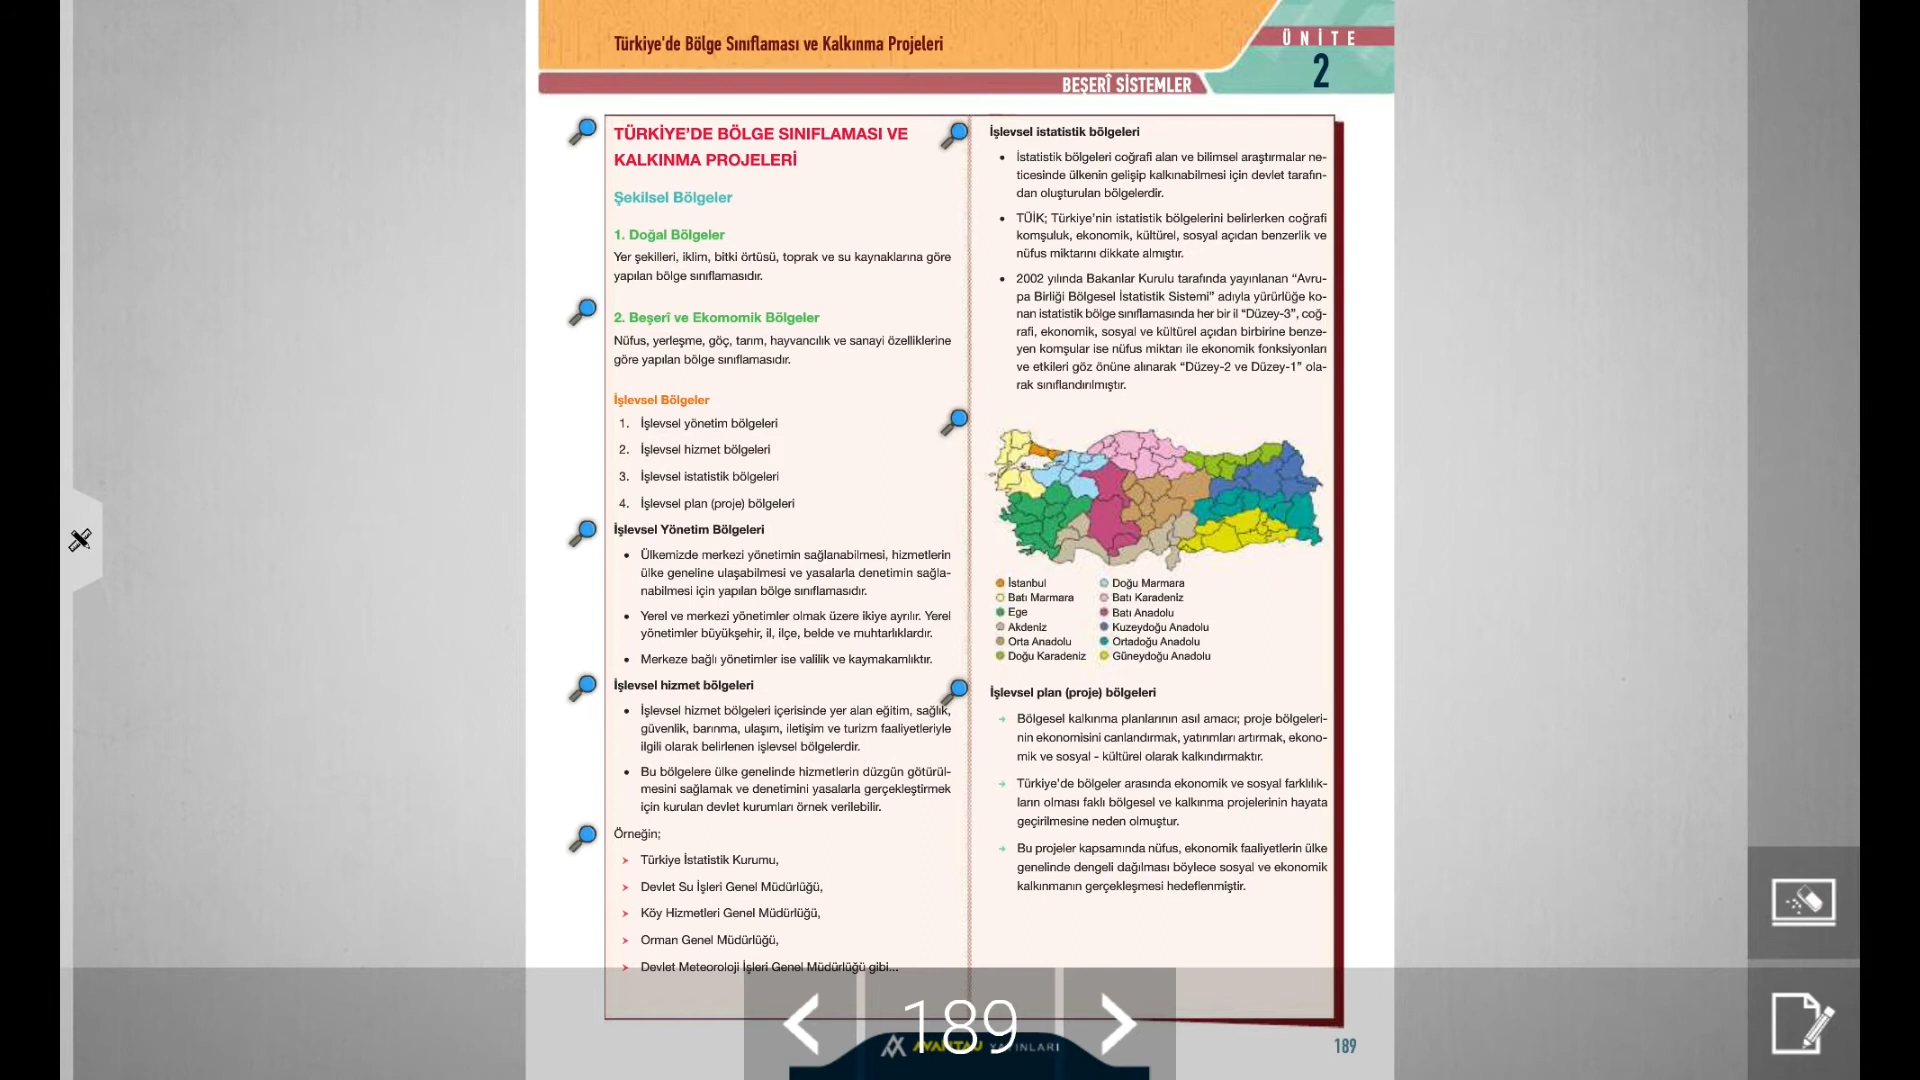 Türkiye'de Bölge Sınıflaması ve Kalkınma Projeleri
ÜNİTE
2
BEŞERÎ SİSTEMLER
TÜRKİYE'DE BÖLGE SINIFLAMASI VE
KALKINMA PROJELERİ
Şekilsel Bölgeler
1. Doğal Bölgeler
Yer şekilleri, iklim, bitki örtüsü, toprak ve su kaynaklarına göre
yapılan bölge sınıflamasıdır.
2. Beşerî ve Ekomomik Bölgeler
Nüfus, yerleşme, göç, tarım, hayvancılık ve sanayi özelliklerine
göre yapılan bölge sınıflamasıdır.
İşlevsel Bölgeler
1. İşlevsel yönetim bölgeleri
2. İşlevsel hizmet bölgeleri
3. İşlevsel istatistik bölgeleri
4. İşlevsel plan (proje) bölgeleri
İşlevsel Yönetim Bölgeleri
• Ülkemizde merkezi yönetimin sağlanabilmesi, hizmetlerin
ülke geneline ulaşabilmesi ve yasalarla denetimin sağla-
nabilmesi için yapılan bölge sınıflamasıdır.
• Yerel ve merkezi yönetimler olmak üzere ikiye ayrılır. Yerel
yönetimler büyükşehir, il, ilçe, belde ve muhtarlıklardır.
• Merkeze bağlı yönetimler ise valilik ve kaymakamlıktır.
İşlevsel hizmet bölgeleri
• İşlevsel hizmet bölgeleri içerisinde yer alan eğitim, sağlık,
güvenlik, barınma, ulaşım, iletişim ve turizm faaliyetleriyle
ilgili olarak belirlenen işlevsel bölgelerdir.
• Bu bölgelere ülke genelinde hizmetlerin düzgün götürül-
mesini sağlamak ve denetimini yasalarla gerçekleştirmek
için kurulan devlet kurumları örnek verilebilir.
Örneğin;
➤ Türkiye İstatistik Kurumu,
➤ Devlet Su İşleri Genel Müdürlüğü,
➤ Köy Hizmetleri Genel Müdürlüğü,
➤ Orman Genel Müdürlüğü,
➤ Devlet Meteoroloji İşleri Genel Müdürlüğü gibi...
İşlevsel istatistik bölgeleri
• İstatistik bölgeleri coğrafi alan ve bilimsel araştırmalar ne-
ticesinde ülkenin gelişip kalkınabilmesi için devlet tarafın-
dan oluşturulan bölgelerdir.
• TÜİK; Türkiye'nin istatistik bölgelerini belirlerken coğrafi
komşuluk, ekonomik, kültürel, sosyal açıdan benzerlik ve
nüfus miktarını dikkate almıştır.
• 2002 yılında Bakanlar Kurulu tarafında yayınlanan "Avru-
pa Birliği Bölgesel İstatistik Sistemi" adıyla yürürlüğe ko-
nan istatistik bölge sınıflamasında her bir il "Düzey-3", coğ-
rafi, ekonomik, sosyal ve kültürel açıdan birbirine benze-
yen komşular ise nüfus miktarı ile ekonomik fonksiyonları
ve etkileri göz önüne alınarak "Düzey-2 ve Düzey-1" ola-
rak sınıflandırılmıştır.
İstanbul
Batı Marmara
Ege
Akdeniz
Orta Anadolu
Doğu Karadeniz
Doğu Marmara
Batı Karadeniz
Batı Anadolu
Kuzeydoğu Anadolu
Ortadoğu Anadolu
Güneydoğu Anadolu
İşlevsel plan (proje) bölgeleri
→ Bölgesel kalkınma planlarının asıl amacı; proje bölgeleri-
nin ekonomisini canlandırmak, yatırımları artırmak, ekono-
mik ve sosyal - kültürel olarak kalkındırmaktır.
→ Türkiye'de bölgeler arasında ekonomik ve sosyal farklılık-
ların olması faklı bölgesel ve kalkınma projelerinin hayata
geçirilmesine neden olmuştur.
→ Bu projeler kapsamında nüfus, ekonomik faaliyetlerin ülke
genelinde dengeli dağılması böylece sosyal ve ekonomik
kalkınmanın gerçekleşmesi hedeflenmiştir.
189
189